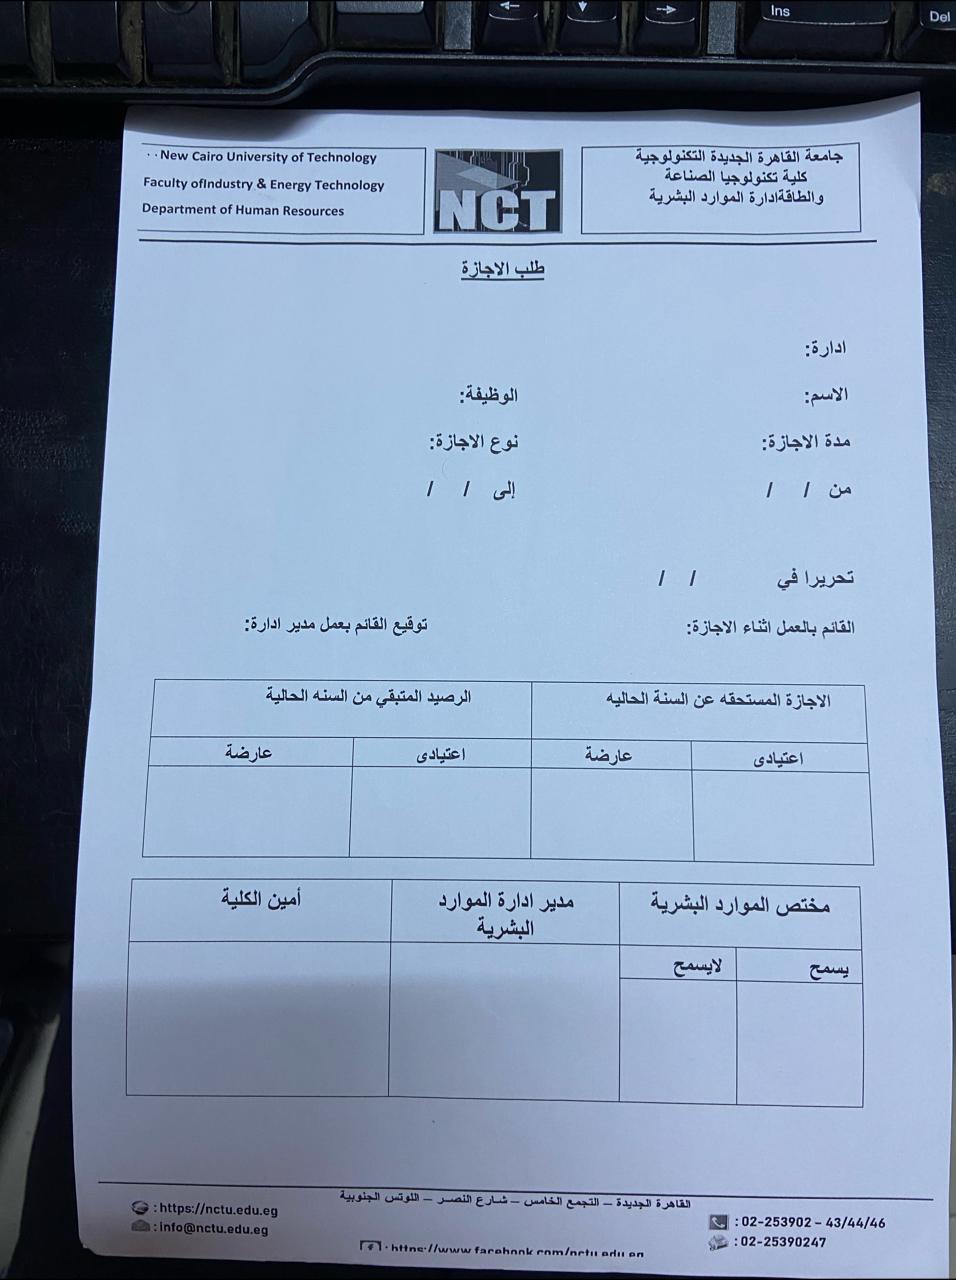 Ins
Del
· · New Cairo University of Technology
Faculty ofIndustry & Energy Technology
Department of Human Resources
NCT
جامعة القاهرة الجديدة التكنولوجية
كلية تكنولوجيا الصناعة
والطاقةادارة الموارد البشرية
طلب الاجازة
ادارة:
الاسم: الوظيفة:
مدة الاجازة: نوع الاجازة:
من / / إلى / /
تحريرا في / /
القائم بالعمل اثناء الاجازة: توقيع القائم بعمل مدير ادارة:
الاجازة المستحقه عن السنة الحاليه الرصيد المتبقي من السنه الحالية
اعتيادى عارضة اعتيادى عارضة
مختص الموارد البشرية مدير ادارة الموارد البشرية أمين الكلية
يسمح لايسمح
القاهرة الجديدة – التجمع الخامس – شارع النصر – اللوتس الجنوبية
: https://nctu.edu.eg
: info@nctu.edu.eg
: 02-253902 – 43/44/46
: 02-25390247
: https://www.facebook.com/nctu.edu.eg